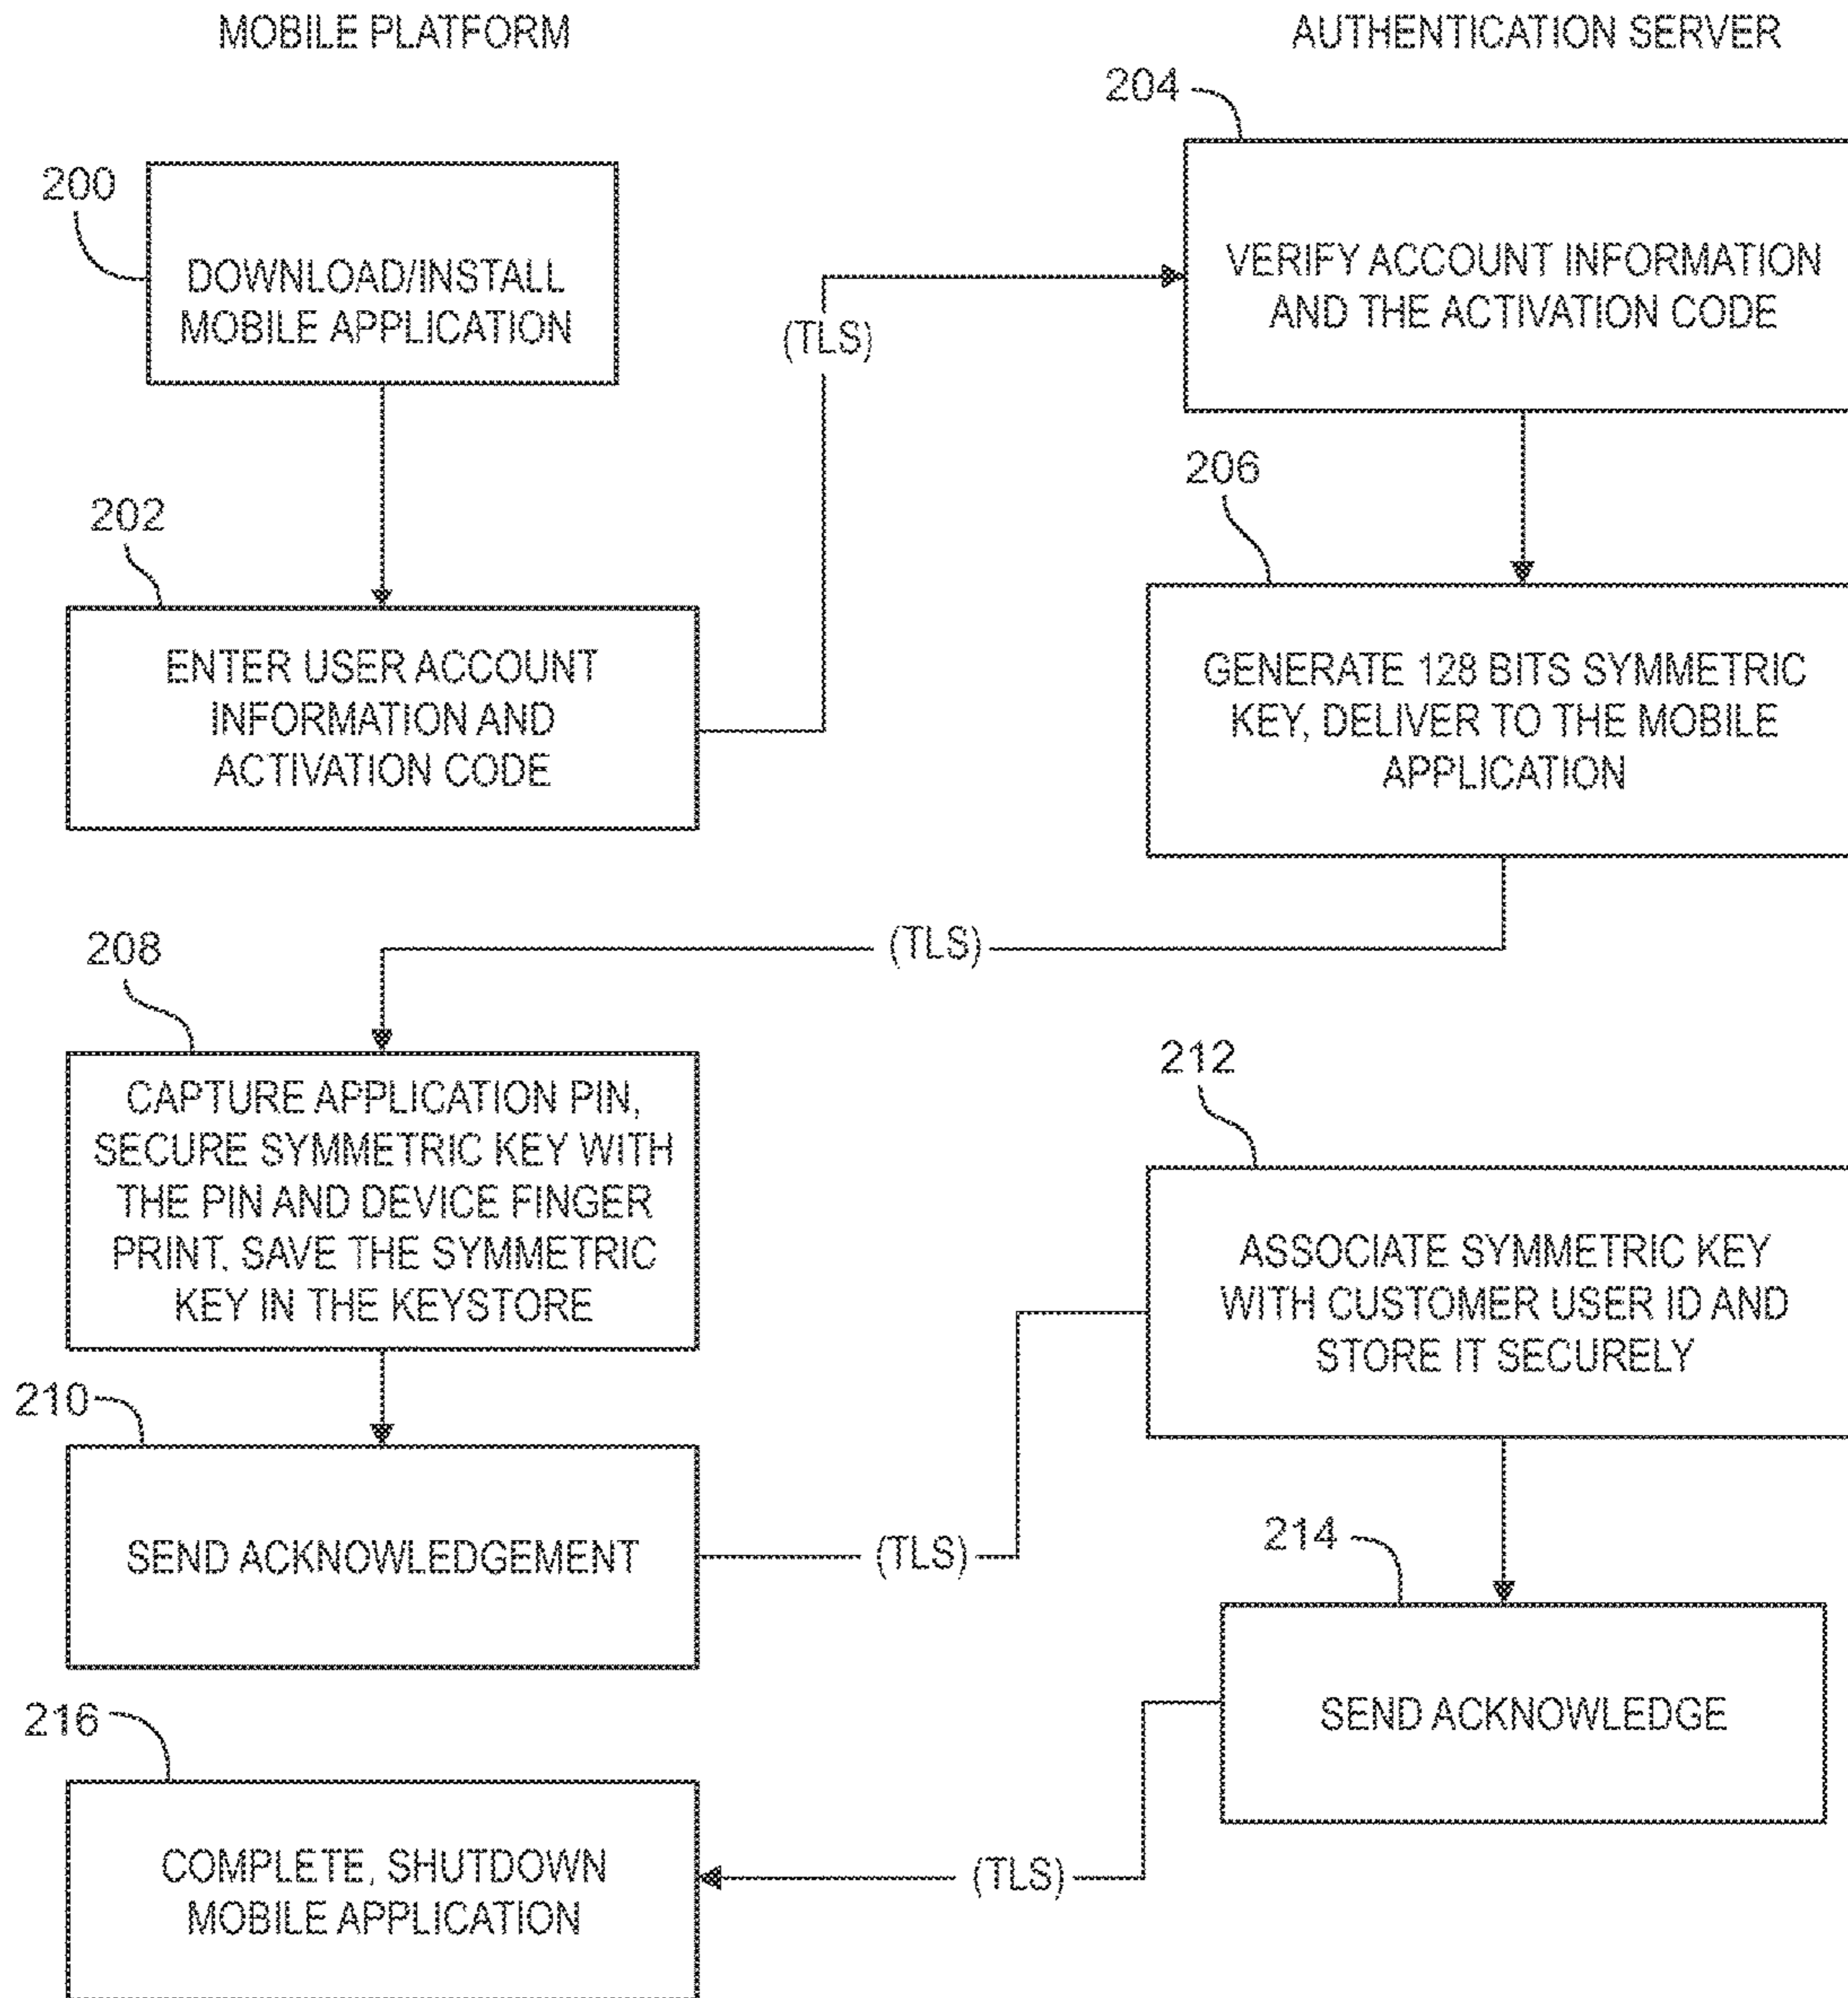 MOBILE PLATFORM
AUTHENTICATION SERVER
200
DOWNLOAD/INSTALL
MOBILE APPLICATION
202
ENTER USER ACCOUNT
INFORMATION AND
ACTIVATION CODE
(TLS)
204
VERIFY ACCOUNT INFORMATION
AND THE ACTIVATION CODE
206
GENERATE 128 BITS SYMMETRIC
KEY, DELIVER TO THE MOBILE
APPLICATION
(TLS)
208
CAPTURE APPLICATION PIN,
SECURE SYMMETRIC KEY WITH
THE PIN AND DEVICE FINGER
PRINT. SAVE THE SYMMETRIC
KEY IN THE KEYSTORE
210
SEND ACKNOWLEDGEMENT
(TLS)
212
ASSOCIATE SYMMETRIC KEY
WITH CUSTOMER USER ID AND
STORE IT SECURELY
214
SEND ACKNOWLEDGE
(TLS)
216
COMPLETE, SHUTDOWN
MOBILE APPLICATION